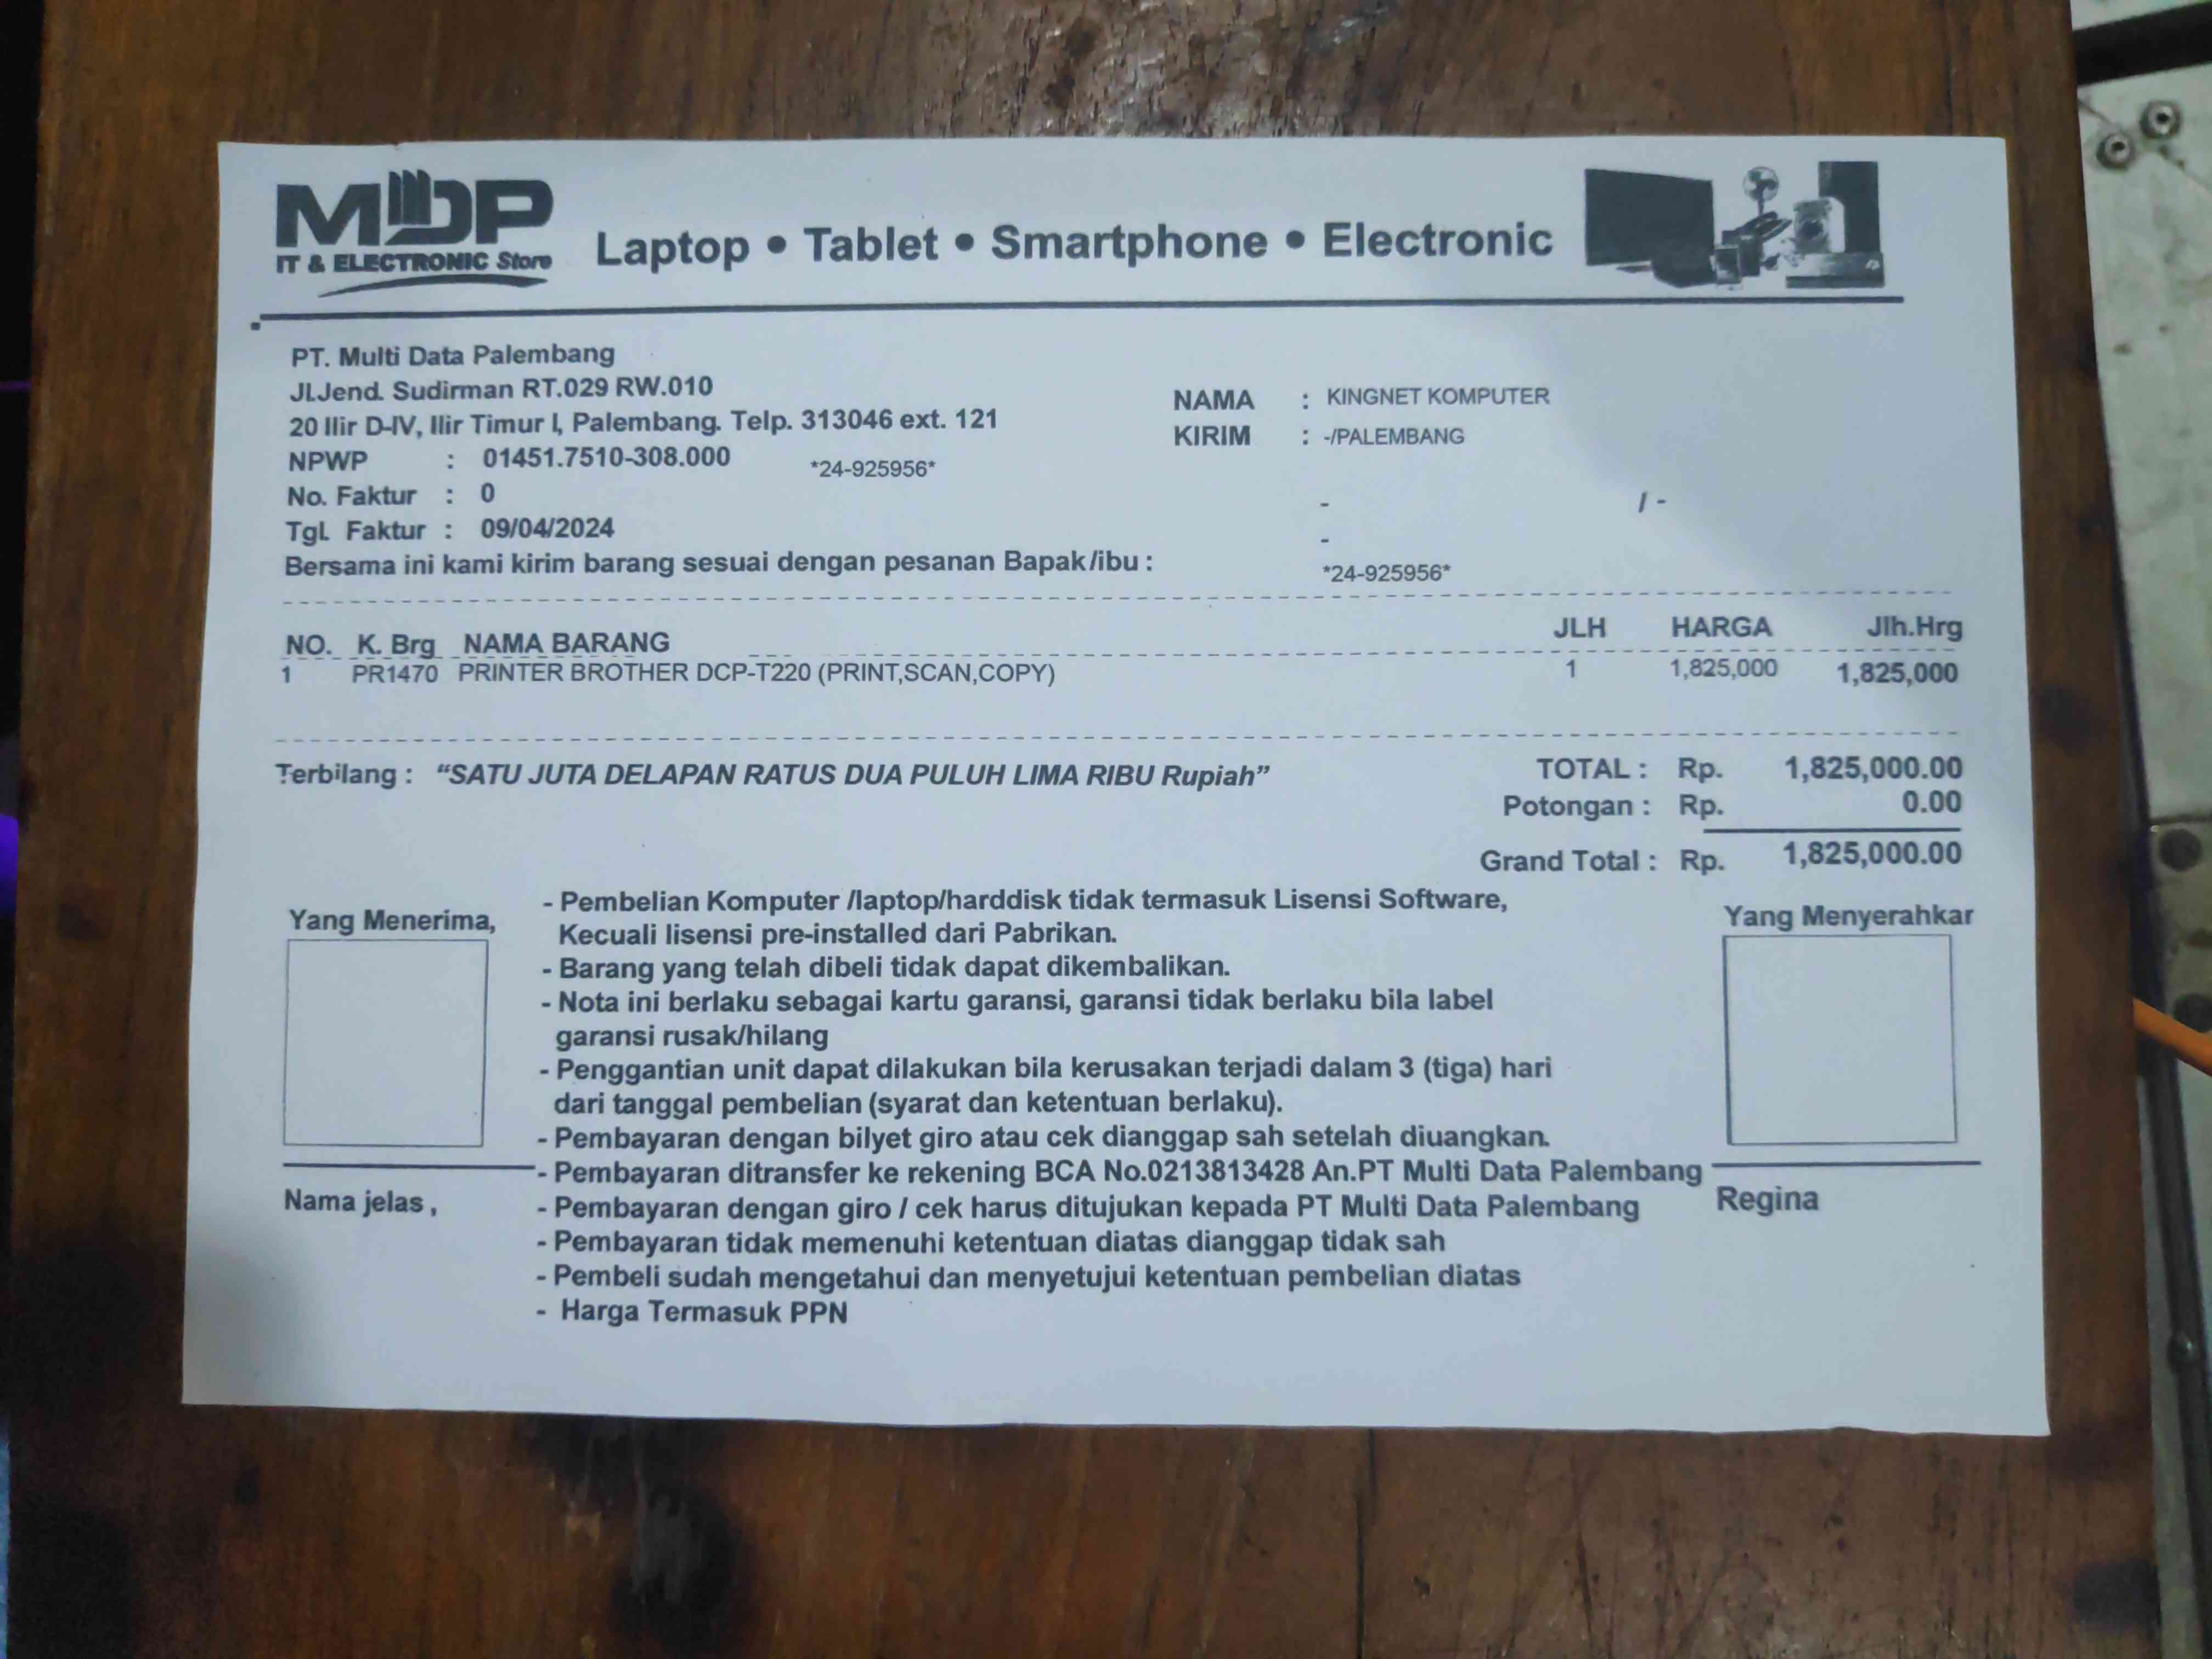 MDP
IT & ELECTRONIC Store
Laptop • Tablet • Smartphone • Electronic
PT. Multi Data Palembang
Jl.Jend. Sudirman RT.029 RW.010
20 Ilir D-IV, Ilir Timur I, Palembang. Telp. 313046 ext. 121
NPWP : 01451.7510-308.000 *24-925956*
No. Faktur : 0
Tgl. Faktur : 09/04/2024
Bersama ini kami kirim barang sesuai dengan pesanan Bapak/ibu :
NAMA : KINGNET KOMPUTER
KIRIM : -/PALEMBANG
- / -
-
*24-925956*
NO. K. Brg NAMA BARANG JLH HARGA Jlh.Hrg
1 PR1470 PRINTER BROTHER DCP-T220 (PRINT,SCAN,COPY) 1 1,825,000 1,825,000
Terbilang : “SATU JUTA DELAPAN RATUS DUA PULUH LIMA RIBU Rupiah”
TOTAL : Rp. 1,825,000.00
Potongan : Rp. 0.00
Grand Total : Rp. 1,825,000.00
Yang Menerima,
Nama jelas ,
- Pembelian Komputer /laptop/harddisk tidak termasuk Lisensi Software,
Kecuali lisensi pre-installed dari Pabrikan.
- Barang yang telah dibeli tidak dapat dikembalikan.
- Nota ini berlaku sebagai kartu garansi, garansi tidak berlaku bila label
garansi rusak/hilang
- Penggantian unit dapat dilakukan bila kerusakan terjadi dalam 3 (tiga) hari
dari tanggal pembelian (syarat dan ketentuan berlaku).
- Pembayaran dengan bilyet giro atau cek dianggap sah setelah diuangkan.
- Pembayaran ditransfer ke rekening BCA No.0213813428 An.PT Multi Data Palembang
- Pembayaran dengan giro / cek harus ditujukan kepada PT Multi Data Palembang
- Pembayaran tidak memenuhi ketentuan diatas dianggap tidak sah
- Pembeli sudah mengetahui dan menyetujui ketentuan pembelian diatas
- Harga Termasuk PPN
Yang Menyerahkar
Regina